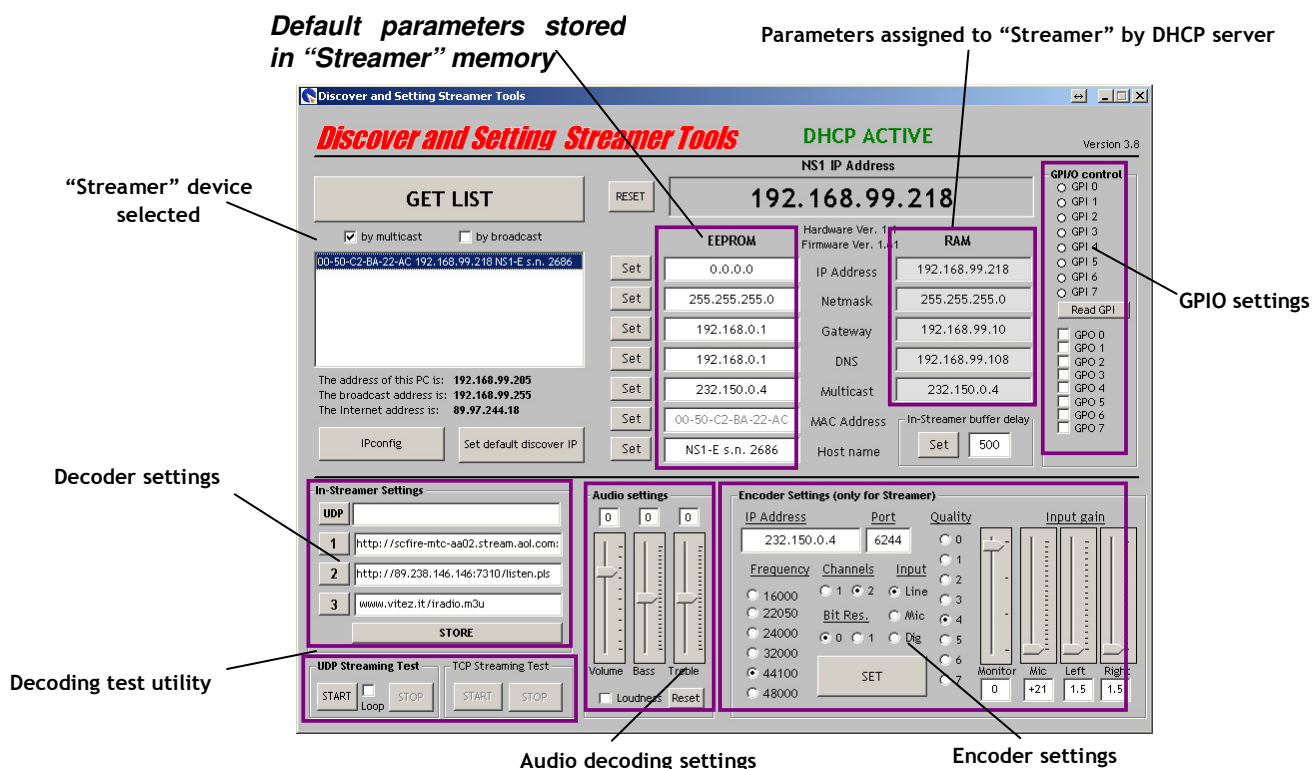 Default parameters stored
in “Streamer” memory
Parameters assigned to “Streamer” by DHCP server
Discover and Setting Streamer Tools
Discover and Setting Streamer Tools
DHCP ACTIVE
Version 3.8
“Streamer” device
selected
GET LIST
RESET
NS1 IP Address
192.168.99.218
by multicast
by broadcast
00-50-C2-BA-22-AC 192.168.99.218 NS1-E s.n. 2686
EEPROM
Hardware Ver. 1.1
Firmware Ver. 1.61
RAM
Set 0.0.0.0 IP Address 192.168.99.218
Set 255.255.255.0 Netmask 255.255.255.0
Set 192.168.0.1 Gateway 192.168.99.10
Set 192.168.0.1 DNS 192.168.99.108
Set 232.150.0.4 Multicast 232.150.0.4
Set 00-50-C2-BA-22-AC MAC Address
Set NS1-E s.n. 2686 Host name
In-Streamer buffer delay
Set 500
The address of this PC is: 192.168.99.205
The broadcast address is: 192.168.99.255
The Internet address is: 89.97.244.18
IPconfig
Set default discover IP
GPI/O control
GPI 0
GPI 1
GPI 2
GPI 3
GPI 4
GPI 5
GPI 6
GPI 7
Read GPI
GPO 0
GPO 1
GPO 2
GPO 3
GPO 4
GPO 5
GPO 6
GPO 7
GPIO settings
Decoder settings
In-Streamer Settings
UDP
1 http://scfire-mtc-aa02.stream.aol.com:
2 http://89.238.146.146:7310/listen.pls
3 www.vitez.it/iradio.m3u
STORE
Decoding test utility
UDP Streaming Test
START
Loop
STOP
TCP Streaming Test
START
STOP
Audio settings
0 0 0
Volume Bass Treble
Loudness
Reset
Encoder Settings (only for Streamer)
IP Address Port Quality Input gain
232.150.0.4 6244
Frequency Channels Input
16000
22050
24000
32000
44100
48000
1 2
Bit Res.
0 1
Line
Mic
Dig
SET
0
1
2
3
4
5
6
7
Monitor Mic Left Right
0 +21 1.5 1.5
Audio decoding settings
Encoder settings